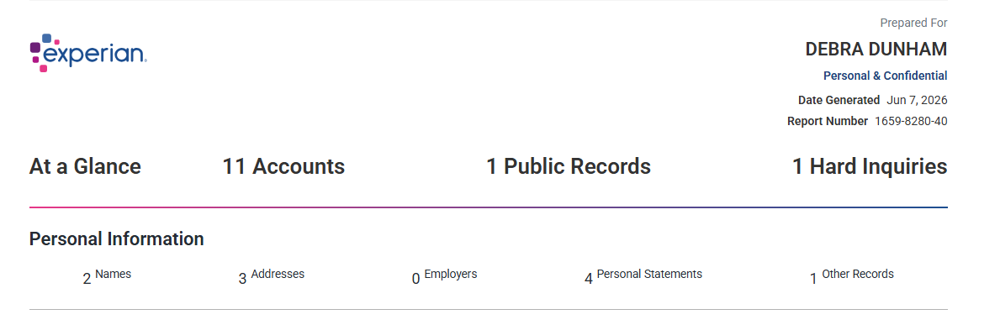 Prepared For
experian.
DEBRA DUNHAM
Personal & Confidential
Date Generated Jun 7, 2026
Report Number 1659-8280-40
At a Glance 11 Accounts 1 Public Records 1 Hard Inquiries
Personal Information
2 Names 3 Addresses 0 Employers 4 Personal Statements 1 Other Records